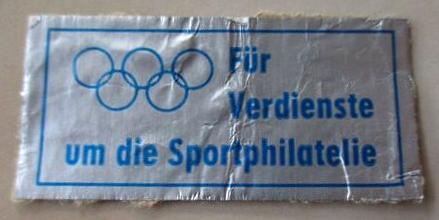 Für
Verdienste
um die Sportphilatelie